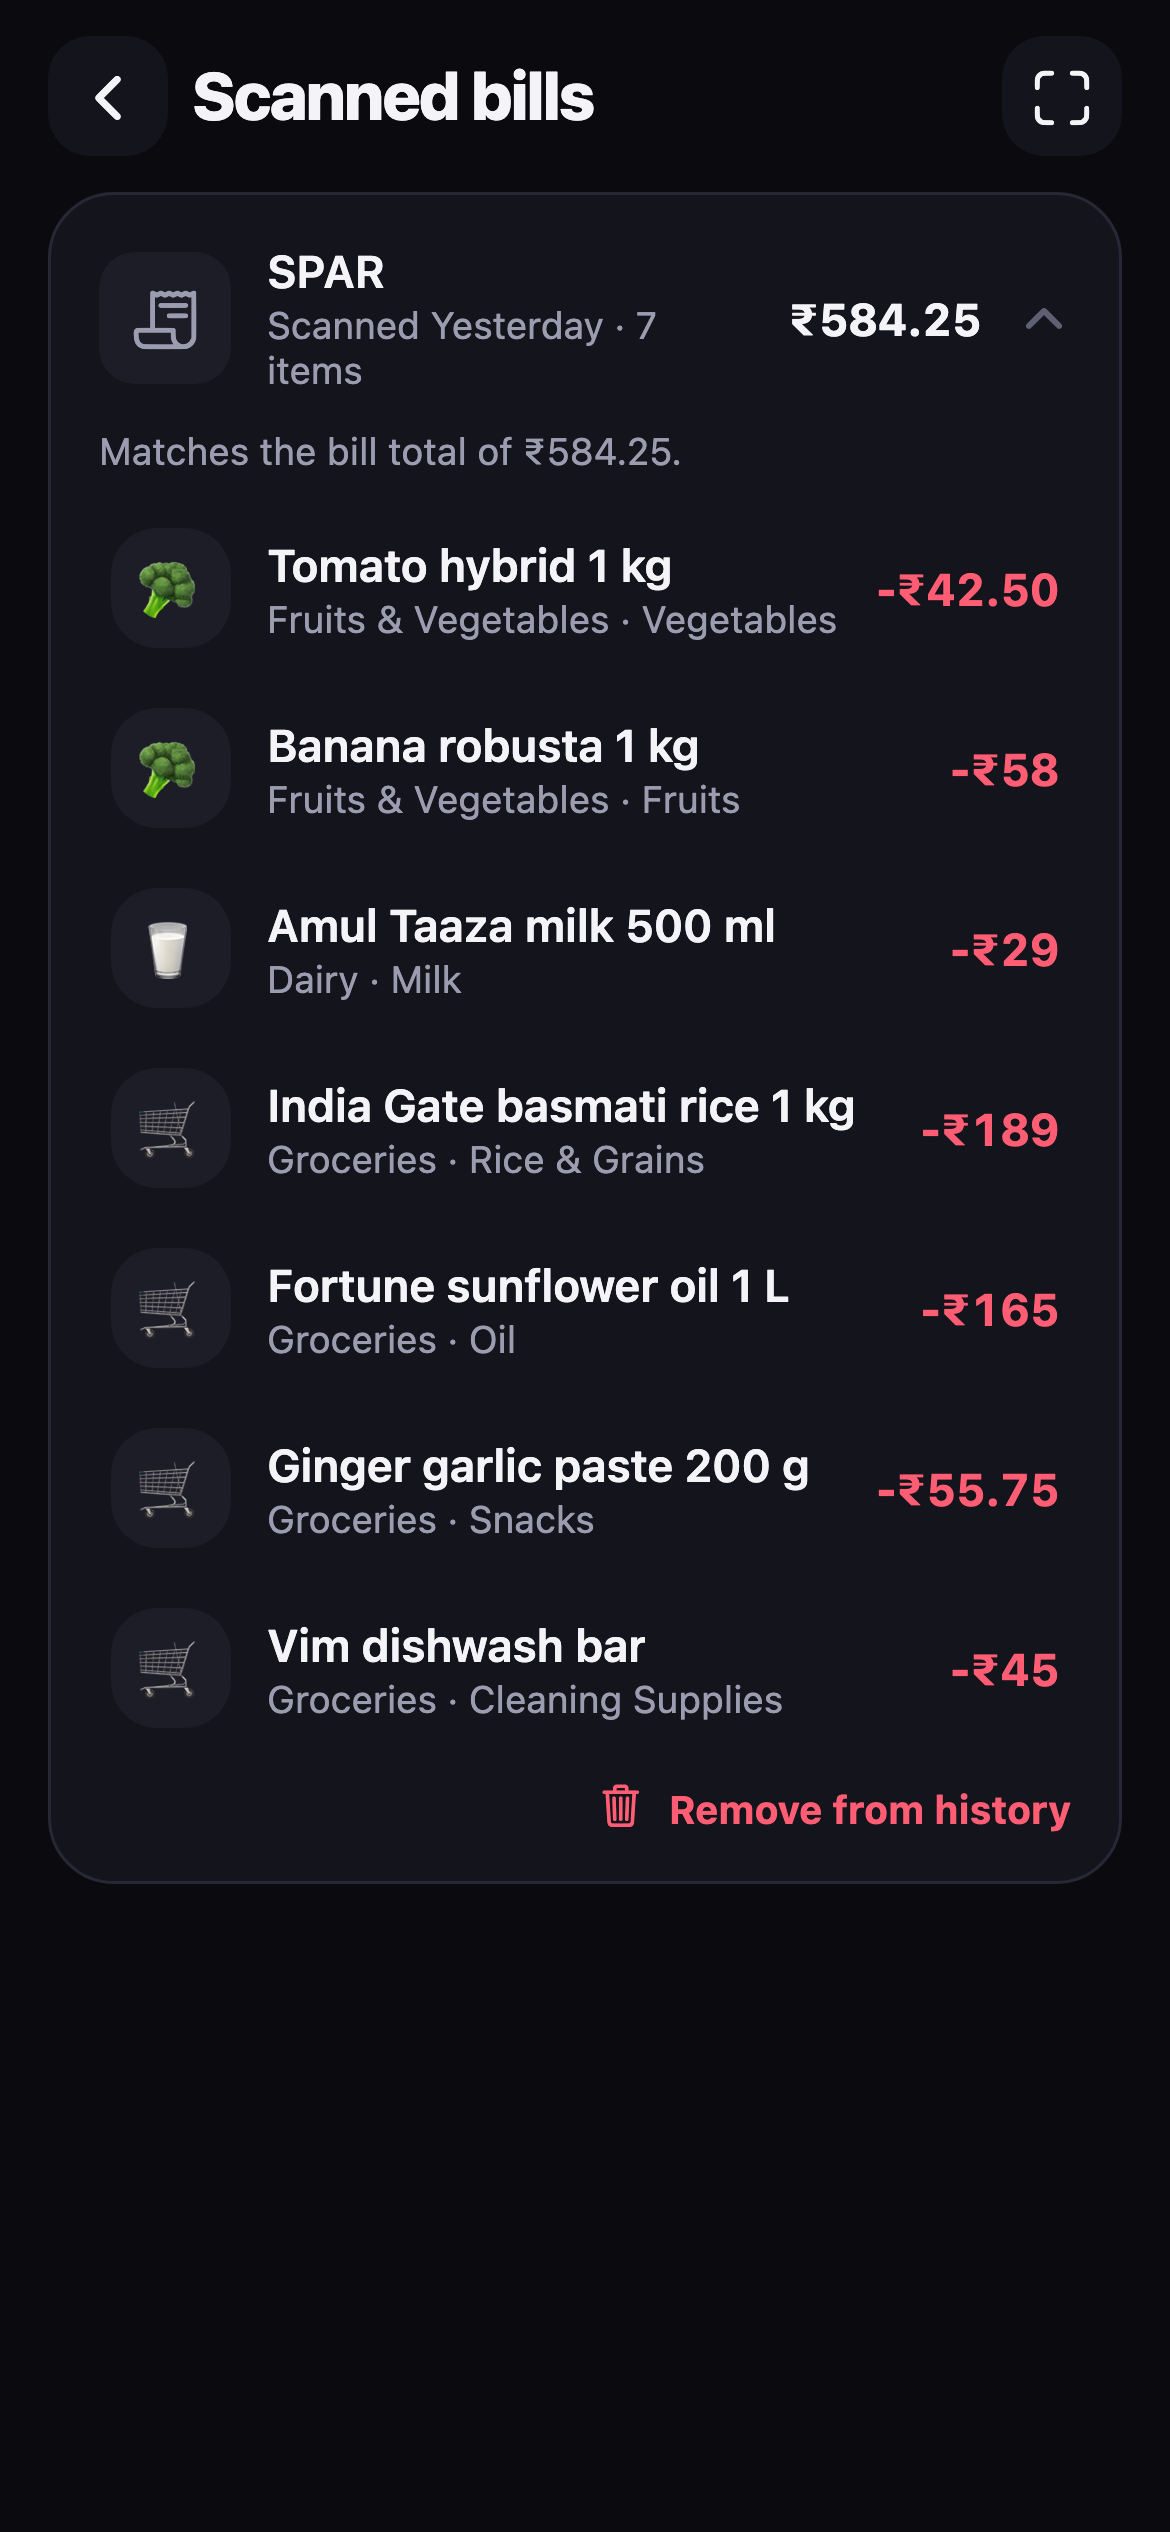 Scanned bills
SPAR
Scanned Yesterday · 7
items
₹584.25
Matches the bill total of ₹584.25.
Tomato hybrid 1 kg
Fruits & Vegetables · Vegetables
-₹42.50
Banana robusta 1 kg
Fruits & Vegetables · Fruits
-₹58
Amul Taaza milk 500 ml
Dairy · Milk
-₹29
India Gate basmati rice 1 kg
Groceries · Rice & Grains
-₹189
Fortune sunflower oil 1 L
Groceries · Oil
-₹165
Ginger garlic paste 200 g
Groceries · Snacks
-₹55.75
Vim dishwash bar
Groceries · Cleaning Supplies
-₹45
Remove from history